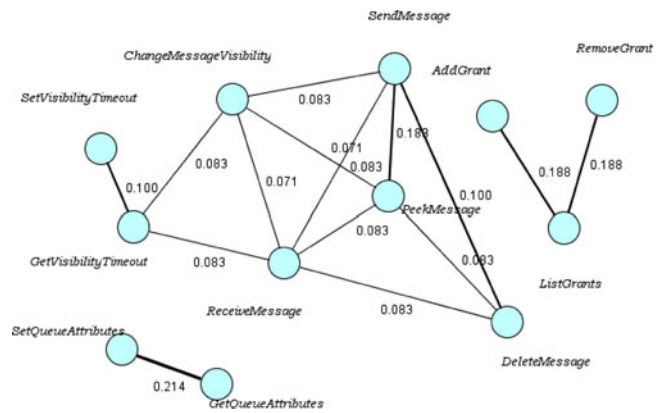 SendMessage
RemoveGrant
ChangeMessageVisibility
AddGrant
SetVisibilityTimeout
0.083
0.183
0.071
0.083
0.083
0.188
0.188
0.100
0.071
0.100
PeekMessage
0.083
GetVisibilityTimeout
0.083
0.083
ListGrants
ReceiveMessage
0.083
SetQueueAttributes
DeleteMessage
0.214
GetQueueAttributes